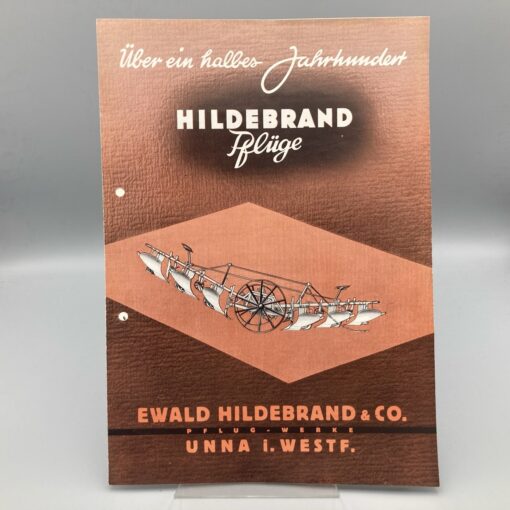 Über ein halbes Jahrhundert
HILDEBRAND
Pflüge
EWALD HILDEBRAND & CO.
PFLUG-WERKE
UNNA I. WESTF.